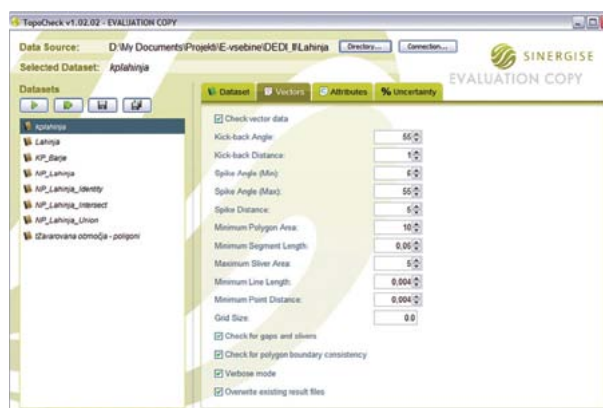 TopoCheck v1.02.02 - EVALUATION COPY
Data Source: D:\My Documents\Projekti\E-vsebine\DEDI_II\Lahinja Directory... Connection...
Selected Dataset: kplahinja
SINERGISE
EVALUATION COPY
Datasets
Dataset Vectors Attributes % Uncertainty
kplahinja
Lahinja
KP_Barje
NP_Lahinja
NP_Lahinja_Identity
NP_Lahinja_Intersect
NP_Lahinja_Union
tZavarovana območja - poligoni
Check vector data
Kick-back Angle: 55
Kick-back Distance: 1
Spike Angle (Min): 6
Spike Angle (Max): 55
Spike Distance: 5
Minimum Polygon Area: 10
Minimum Segment Length: 0,05
Maximum Sliver Area: 5
Minimum Line Length: 0,004
Minimum Point Distance: 0,004
Grid Size: 0.0
Check for gaps and slivers
Check for polygon boundary consistency
Verbose mode
Overwrite existing result files